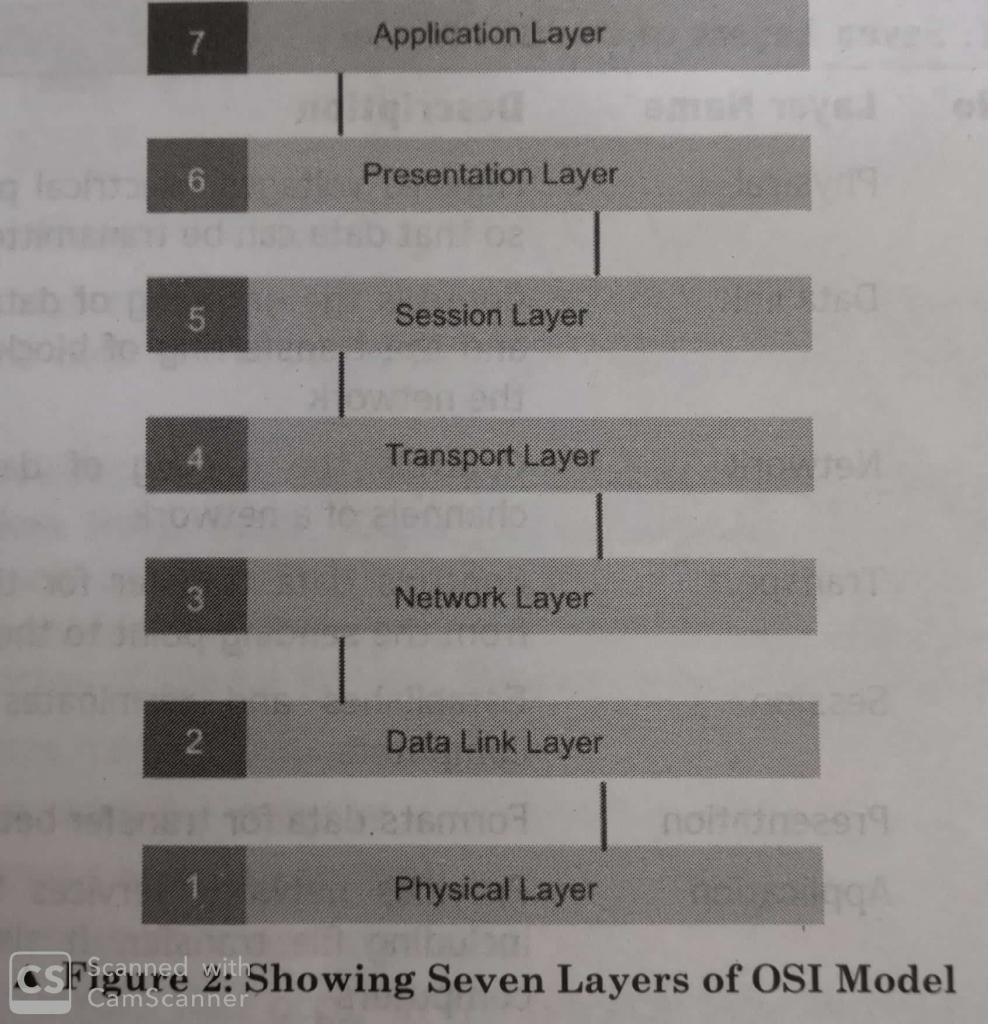 7 Application Layer
6 Presentation Layer
5 Session Layer
4 Transport Layer
3 Network Layer
2 Data Link Layer
1 Physical Layer
▲ Figure 2: Showing Seven Layers of OSI Model
CS Scanned with
CamScanner